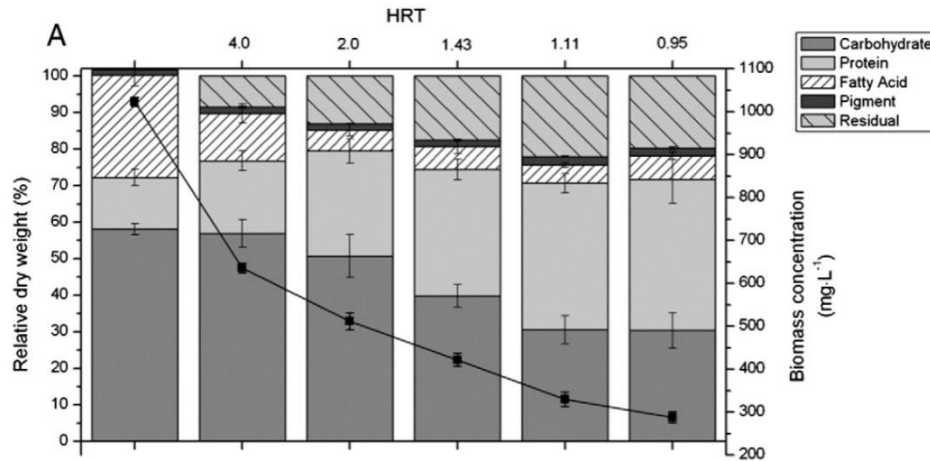 HRT
A
4.0 2.0 1.43 1.11 0.95
Carbohydrate
Protein
Fatty Acid
Pigment
Residual
Relative dry weight (%)
100
90
80
70
60
50
40
30
20
10
0
1100
1000
900
800
700
600
500
400
300
200
Biomass concentration
(mg·L⁻¹)